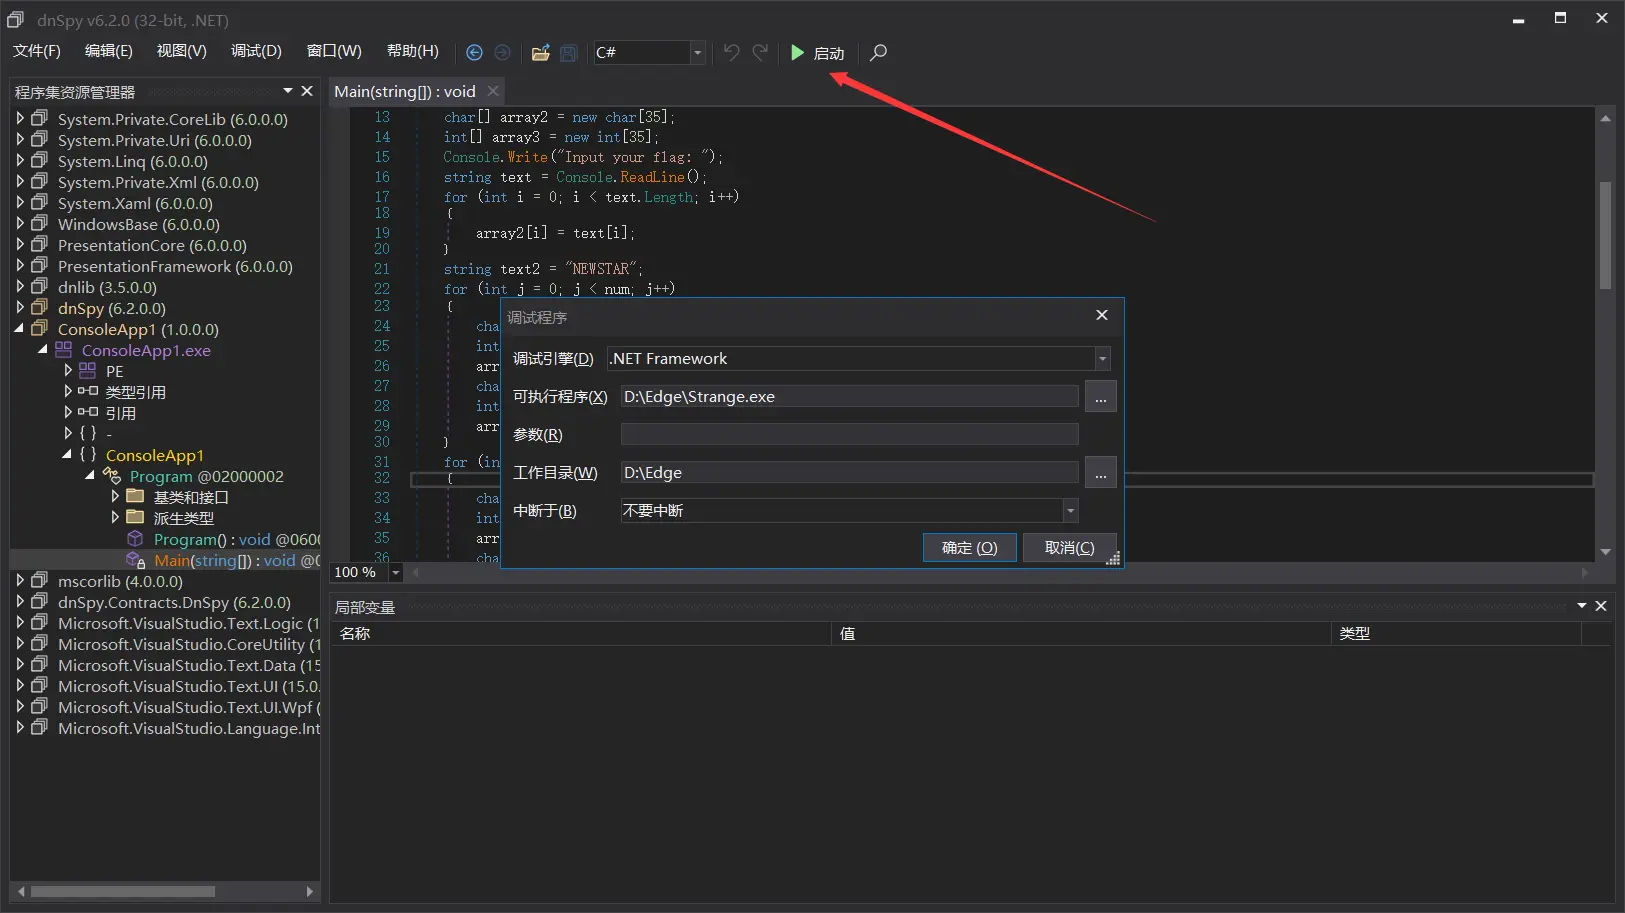 dnSpy v6.2.0 (32-bit, .NET)
文件(F) 编辑(E) 视图(V) 调试(D) 窗口(W) 帮助(H) C# 启动
程序集资源管理器
System.Private.CoreLib (6.0.0.0)
System.Private.Uri (6.0.0.0)
System.Linq (6.0.0.0)
System.Private.Xml (6.0.0.0)
System.Xaml (6.0.0.0)
WindowsBase (6.0.0.0)
PresentationCore (6.0.0.0)
PresentationFramework (6.0.0.0)
dnlib (3.5.0.0)
dnSpy (6.2.0.0)
ConsoleApp1 (1.0.0.0)
ConsoleApp1.exe
PE
类型引用
引用
{ } -
{ } ConsoleApp1
Program @02000002
基类和接口
派生类型
Program() : void @060(
Main(string[]) : void @0
mscorlib (4.0.0.0)
dnSpy.Contracts.DnSpy (6.2.0.0)
Microsoft.VisualStudio.Text.Logic (1
Microsoft.VisualStudio.CoreUtility (1
Microsoft.VisualStudio.Text.Data (15
Microsoft.VisualStudio.Text.UI (15.0.
Microsoft.VisualStudio.Text.UI.Wpf (
Microsoft.VisualStudio.Language.Int
Main(string[]) : void
13 char[] array2 = new char[35];
14 int[] array3 = new int[35];
15 Console.Write("Input your flag: ");
16 string text = Console.ReadLine();
17 for (int i = 0; i < text.Length; i++)
18 {
19 array2[i] = text[i];
20 }
21 string text2 = "NEWSTAR";
22 for (int j = 0; j < num; j++)
23 {
24 cha
25 int
26 arr
27 cha
28 int
29 arr
30 }
31 for (in
32 {
33 cha
34 int
35 arr
36 cha
100 %
调试程序
调试引擎(D) .NET Framework
可执行程序(X) D:\Edge\Strange.exe ...
参数(R)
工作目录(W) D:\Edge ...
中断于(B) 不要中断
确定 (O) 取消(C)
局部变量
名称 值 类型